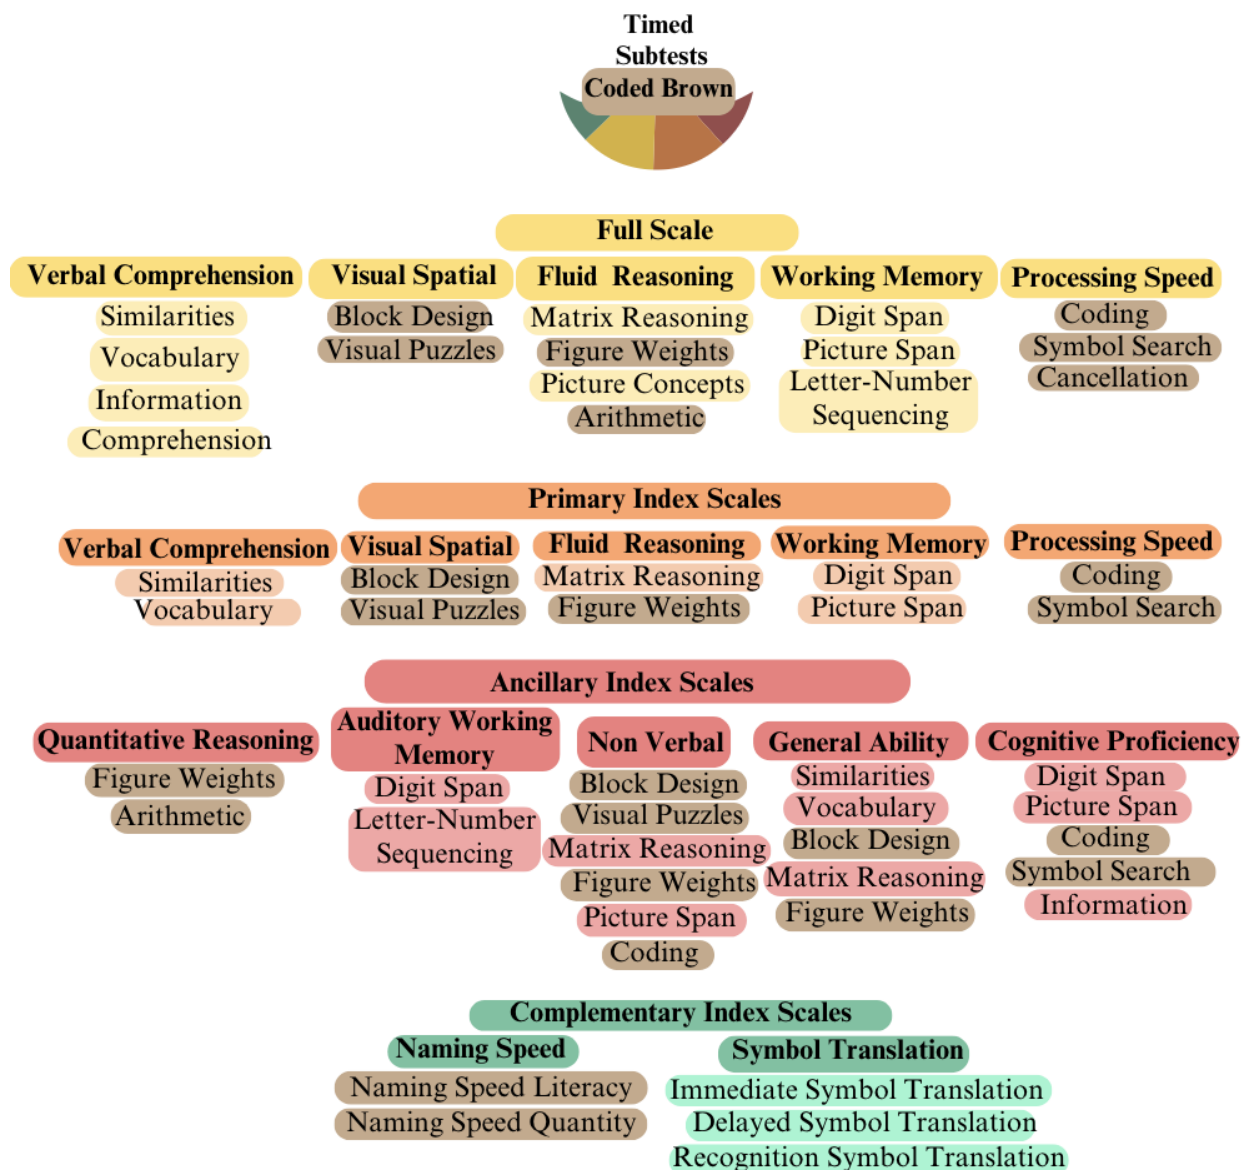 Timed
Subtests
Coded Brown
Full Scale
Verbal Comprehension
Similarities
Vocabulary
Information
Comprehension
Visual Spatial
Block Design
Visual Puzzles
Fluid Reasoning
Matrix Reasoning
Figure Weights
Picture Concepts
Arithmetic
Working Memory
Digit Span
Picture Span
Letter-Number
Sequencing
Processing Speed
Coding
Symbol Search
Cancellation
Primary Index Scales
Verbal Comprehension
Similarities
Vocabulary
Visual Spatial
Block Design
Visual Puzzles
Fluid Reasoning
Matrix Reasoning
Figure Weights
Working Memory
Digit Span
Picture Span
Processing Speed
Coding
Symbol Search
Ancillary Index Scales
Quantitative Reasoning
Figure Weights
Arithmetic
Auditory Working
Memory
Digit Span
Letter-Number
Sequencing
Non Verbal
Block Design
Visual Puzzles
Matrix Reasoning
Figure Weights
Picture Span
Coding
General Ability
Similarities
Vocabulary
Block Design
Matrix Reasoning
Figure Weights
Cognitive Proficiency
Digit Span
Picture Span
Coding
Symbol Search
Information
Complementary Index Scales
Naming Speed
Naming Speed Literacy
Naming Speed Quantity
Symbol Translation
Immediate Symbol Translation
Delayed Symbol Translation
Recognition Symbol Translation